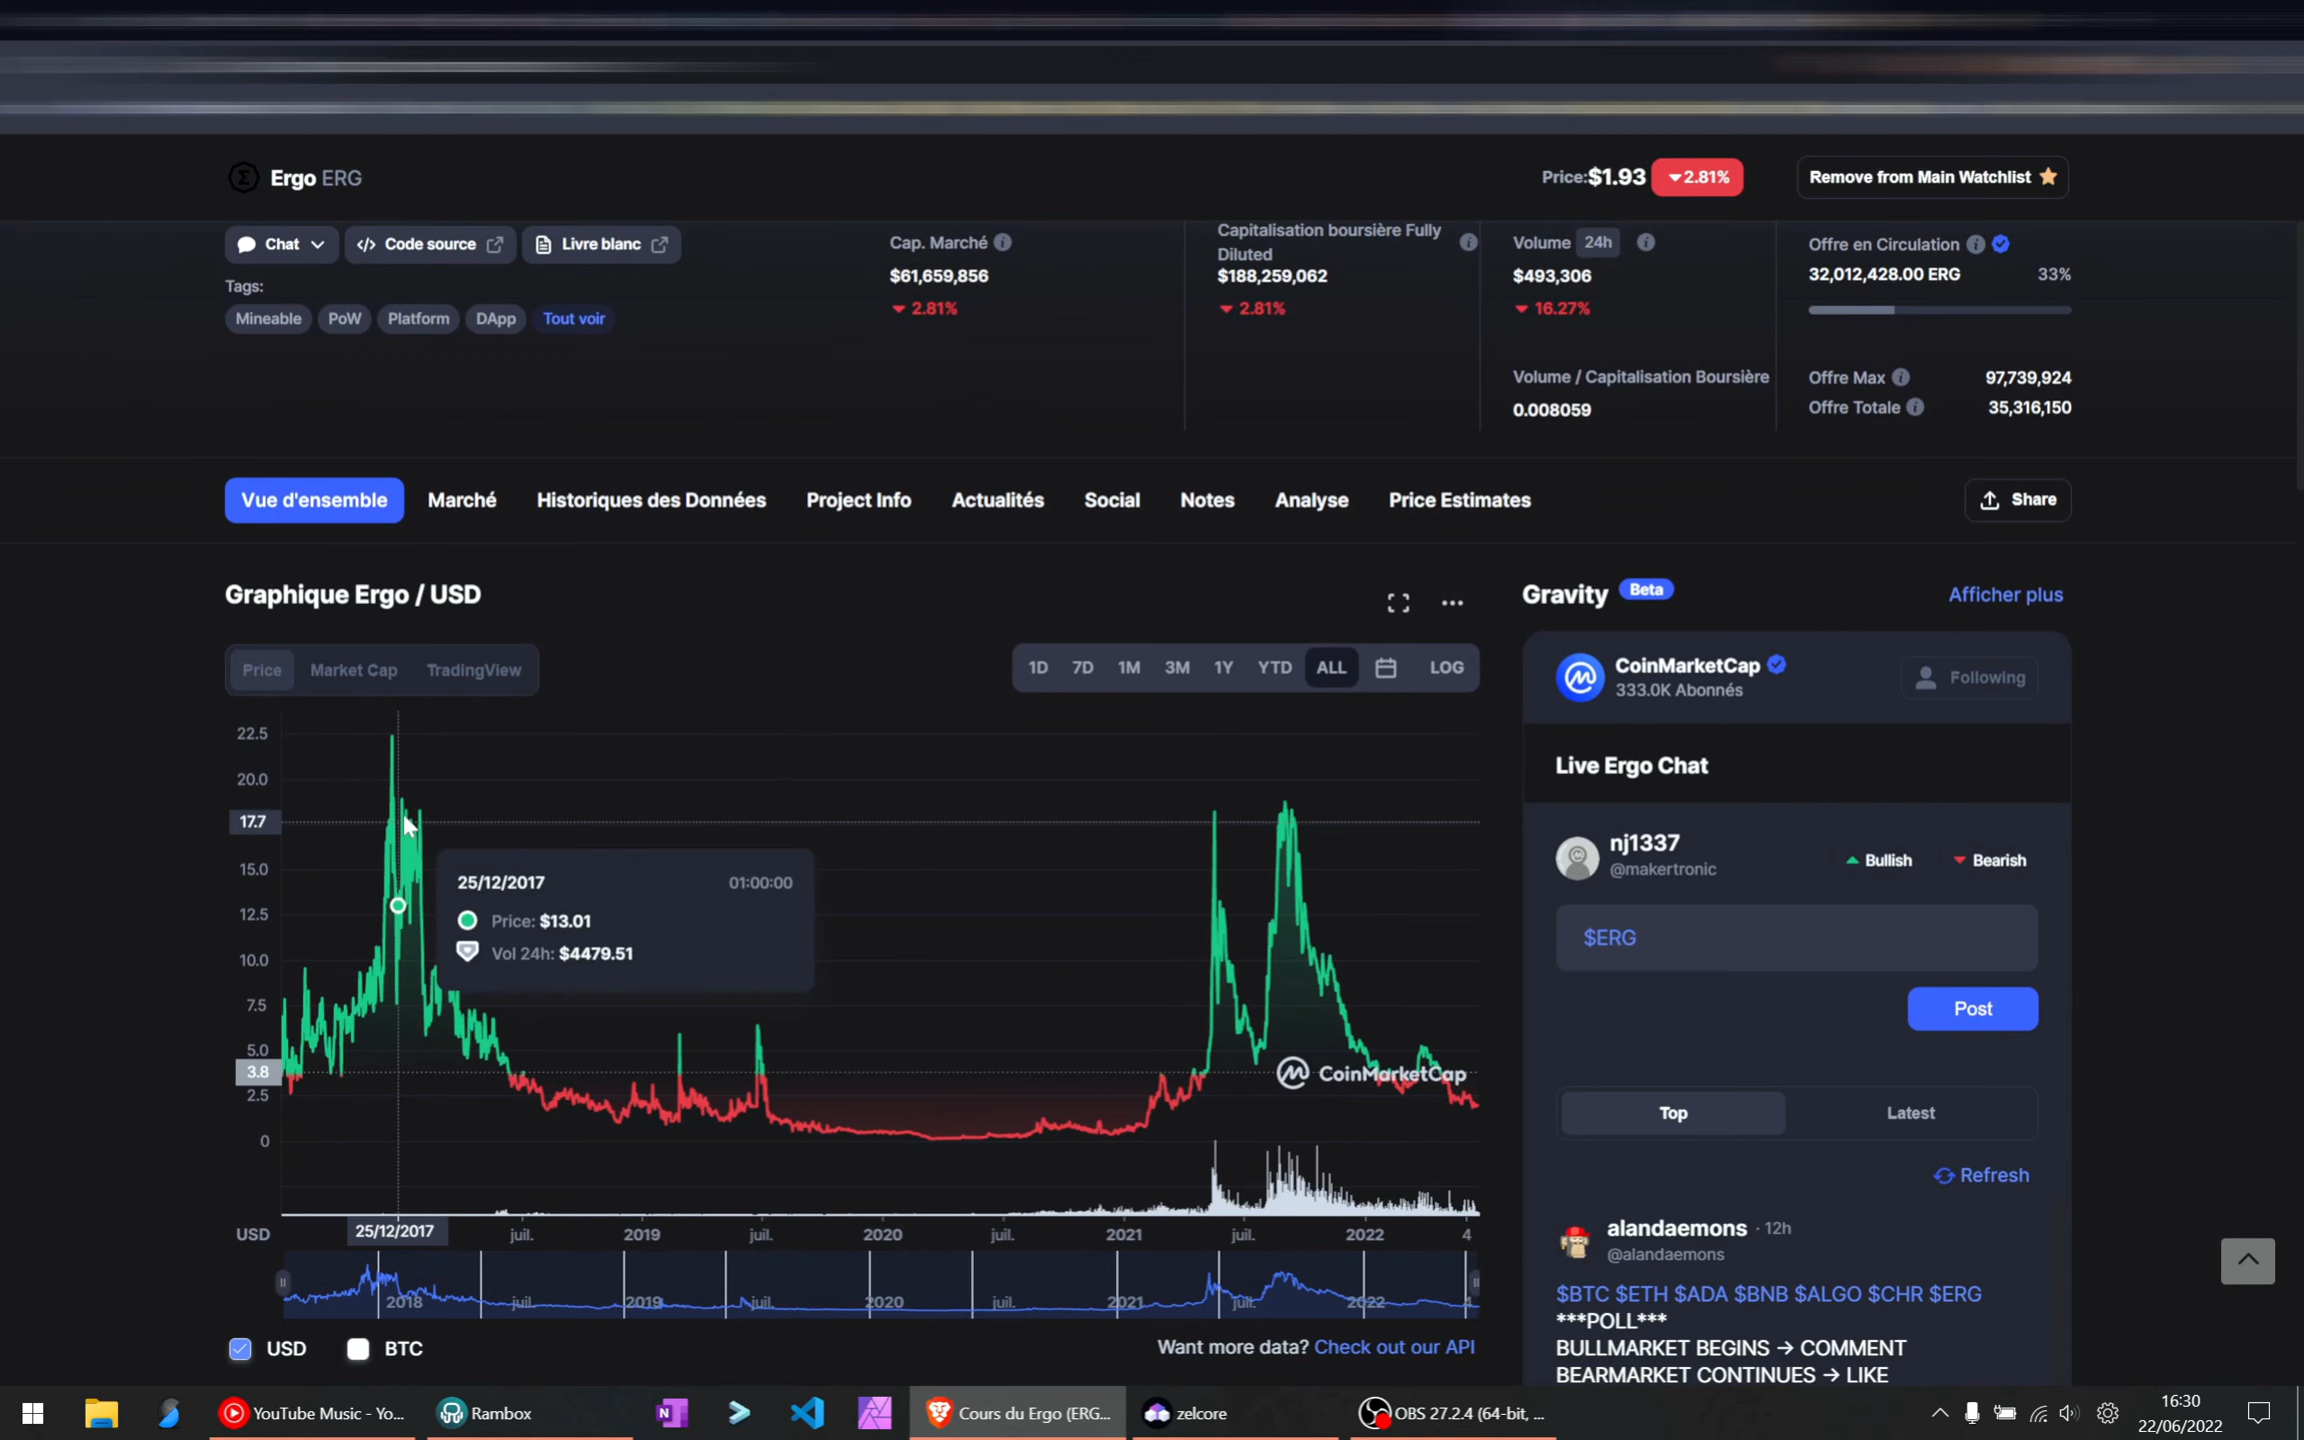 Ergo ERG
Price:$1.93 2.81%
Remove from Main Watchlist
Chat
Code source
Livre blanc
Tags:
Mineable PoW Platform DApp Tout voir
Cap. Marché
$61,659,856
2.81%
Capitalisation boursière Fully
Diluted
$188,259,062
2.81%
Volume 24h
$493,306
16.27%
Volume / Capitalisation Boursière
0.008059
Offre en Circulation
32,012,428.00 ERG 33%
Offre Max 97,739,924
Offre Totale 35,316,150
Vue d'ensemble Marché Historiques des Données Project Info Actualités Social Notes Analyse Price Estimates
Share
Graphique Ergo / USD
Price Market Cap TradingView
1D 7D 1M 3M 1Y YTD ALL LOG
22.5
20.0
17.7
15.0
12.5
10.0
7.5
5.0
3.8
2.5
0
25/12/2017 01:00:00
Price: $13.01
Vol 24h: $4479.51
CoinMarketCap
USD 25/12/2017 juil. 2019 juil. 2020 juil. 2021 juil. 2022 4
2018 juil. 2019 juil. 2020 juil. 2021 juil. 2022 4
USD BTC
Want more data? Check out our API
Gravity Beta
Afficher plus
CoinMarketCap
333.0K Abonnés
Following
Live Ergo Chat
nj1337
@makertronic
Bullish Bearish
$ERG
Post
Top Latest
Refresh
alandaemons · 12h
@alandaemons
$BTC $ETH $ADA $BNB $ALGO $CHR $ERG
***POLL***
BULLMARKET BEGINS → COMMENT
BEARMARKET CONTINUES → LIKE
YouTube Music - Yo...
Rambox
Cours du Ergo (ERG...
zelcore
OBS 27.2.4 (64-bit, ...
16:30
22/06/2022